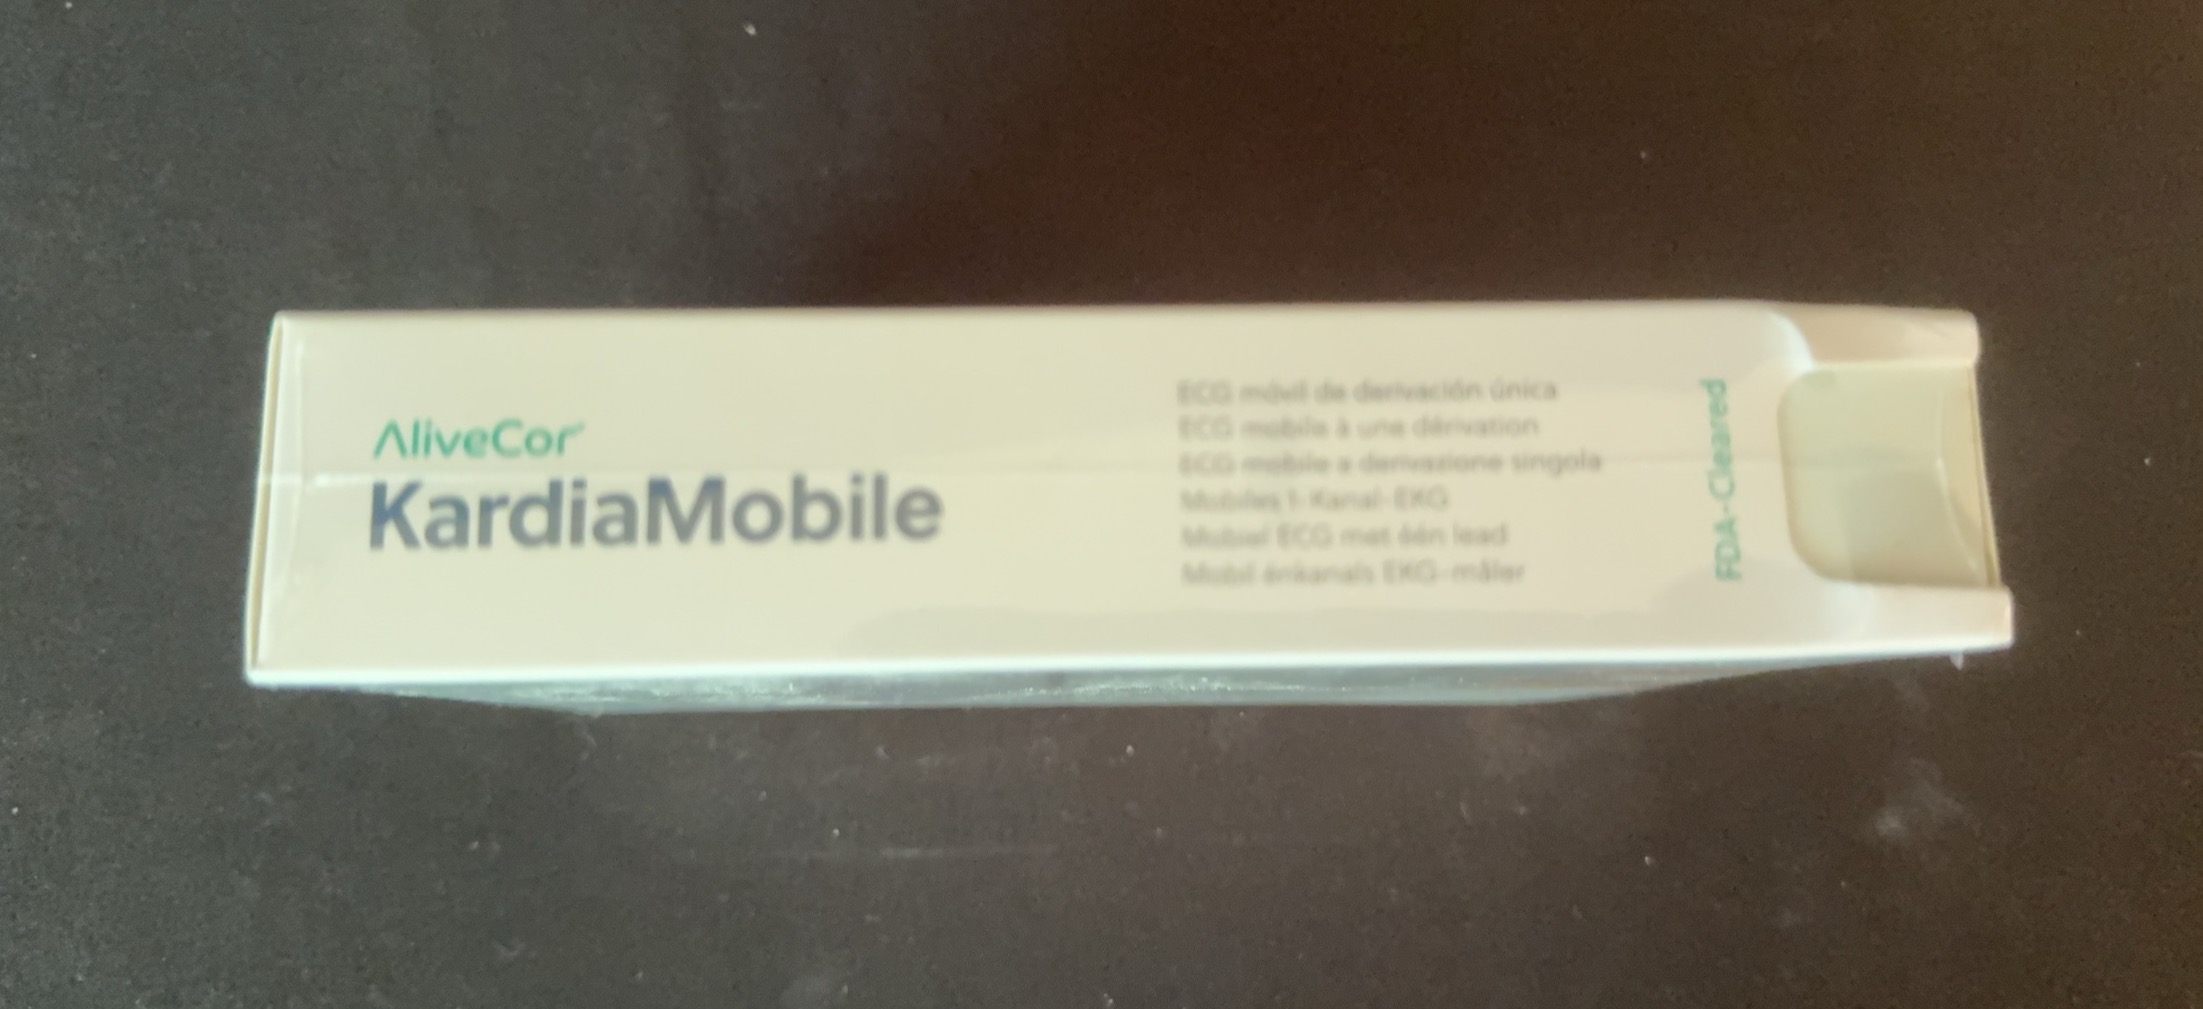 AliveCor®
KardiaMobile
ECG móvil de derivación única
ECG mobile à une dérivation
ECG mobile a derivazione singola
Mobiles 1-Kanal-EKG
Mobiel ECG met één lead
Mobil énkanals EKG-måler
FDA-Cleared